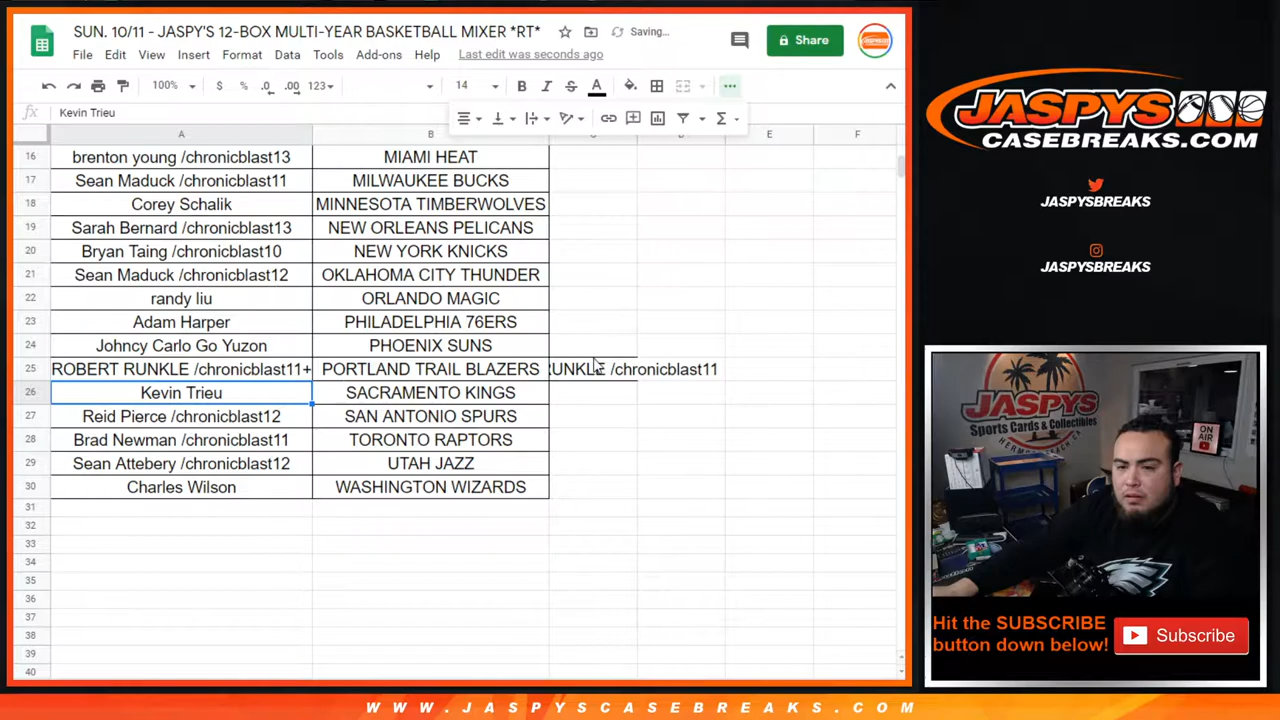 SUN. 10/11 - JASPY'S 12-BOX MULTI-YEAR BASKETBALL MIXER *RT* Saving...
File Edit View Insert Format Data Tools Add-ons Help Last edit was seconds ago
Share
100% $ % .0 .00 123 14 B I S A
fx Kevin Trieu
A B C D E F
16 brenton young /chronicblast13 MIAMI HEAT
17 Sean Maduck /chronicblast11 MILWAUKEE BUCKS
18 Corey Schalik MINNESOTA TIMBERWOLVES
19 Sarah Bernard /chronicblast13 NEW ORLEANS PELICANS
20 Bryan Taing /chronicblast10 NEW YORK KNICKS
21 Sean Maduck /chronicblast12 OKLAHOMA CITY THUNDER
22 randy liu ORLANDO MAGIC
23 Adam Harper PHILADELPHIA 76ERS
24 Johncy Carlo Go Yuzon PHOENIX SUNS
25 ROBERT RUNKLE /chronicblast11+ PORTLAND TRAIL BLAZERS RUNKLE /chronicblast11
26 Kevin Trieu SACRAMENTO KINGS
27 Reid Pierce /chronicblast12 SAN ANTONIO SPURS
28 Brad Newman /chronicblast11 TORONTO RAPTORS
29 Sean Attebery /chronicblast12 UTAH JAZZ
30 Charles Wilson WASHINGTON WIZARDS
31
32
33
34
35
36
37
38
39
40
JASPYS
CASEBREAKS.COM
JASPYSBREAKS
JASPYSBREAKS
JASPYS
Sports Cards & Collectibles
ON AIR
Hit the SUBSCRIBE
button down below!
Subscribe
WWW.JASPYSCASEBREAKS.COM